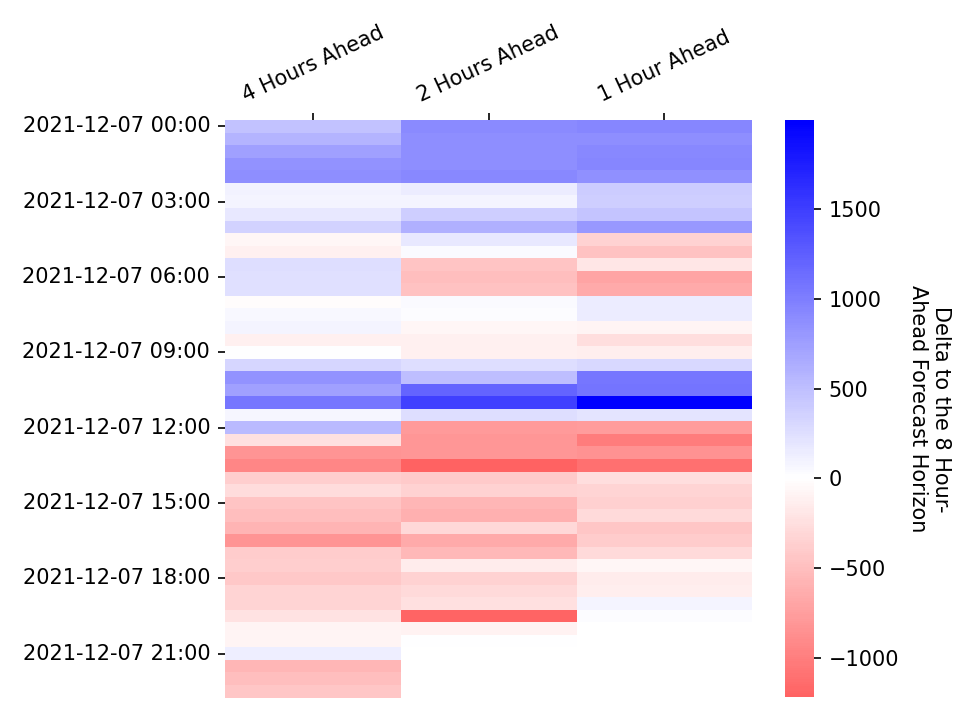 4 Hours Ahead
2 Hours Ahead
1 Hour Ahead
2021-12-07 00:00
2021-12-07 03:00
2021-12-07 06:00
2021-12-07 09:00
2021-12-07 12:00
2021-12-07 15:00
2021-12-07 18:00
2021-12-07 21:00
1500
1000
500
0
−500
−1000
Delta to the 8 Hour-
Ahead Forecast Horizon